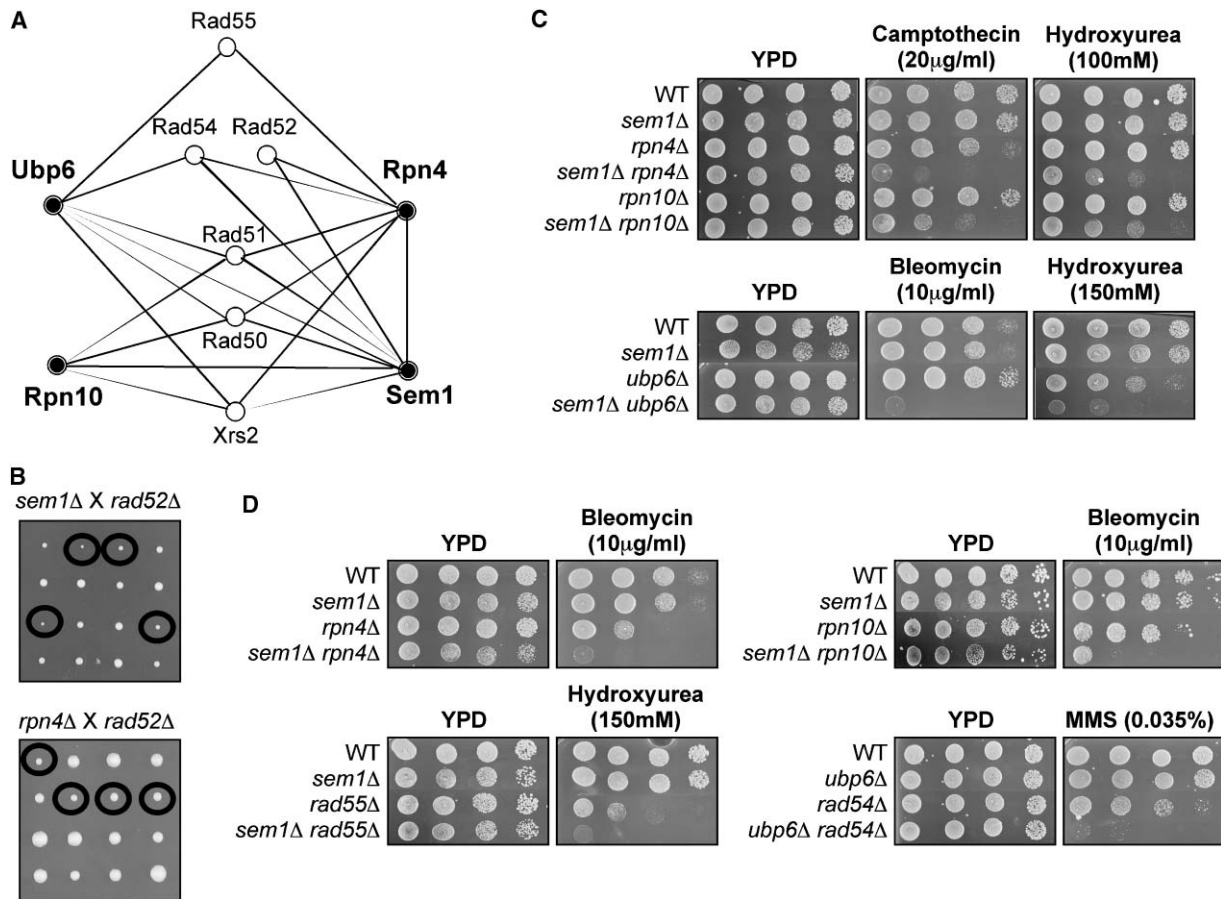 A
Rad55
Rad54 Rad52
Ubp6 Rpn4
Rad51
Rad50
Rpn10 Sem1
Xrs2
B
sem1Δ X rad52Δ
rpn4Δ X rad52Δ
C
YPD
Camptothecin
(20μg/ml)
Hydroxyurea
(100mM)
WT
sem1Δ
rpn4Δ
sem1Δ rpn4Δ
rpn10Δ
sem1Δ rpn10Δ
YPD
Bleomycin
(10μg/ml)
Hydroxyurea
(150mM)
WT
sem1Δ
ubp6Δ
sem1Δ ubp6Δ
D
YPD
Bleomycin
(10μg/ml)
WT
sem1Δ
rpn4Δ
sem1Δ rpn4Δ
YPD
Bleomycin
(10μg/ml)
WT
sem1Δ
rpn10Δ
sem1Δ rpn10Δ
YPD
Hydroxyurea
(150mM)
WT
sem1Δ
rad55Δ
sem1Δ rad55Δ
YPD
MMS (0.035%)
WT
ubp6Δ
rad54Δ
ubp6Δ rad54Δ